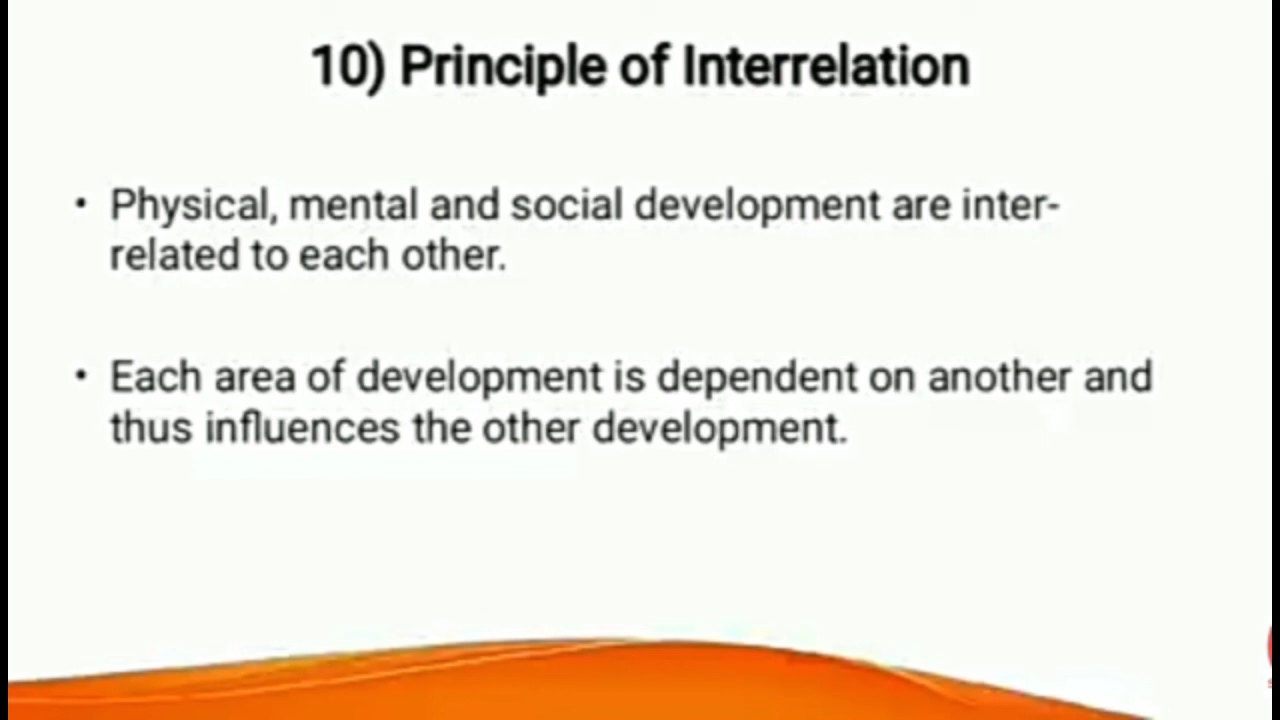 10) Principle of Interrelation
• Physical, mental and social development are inter-
related to each other.
• Each area of development is dependent on another and
thus influences the other development.